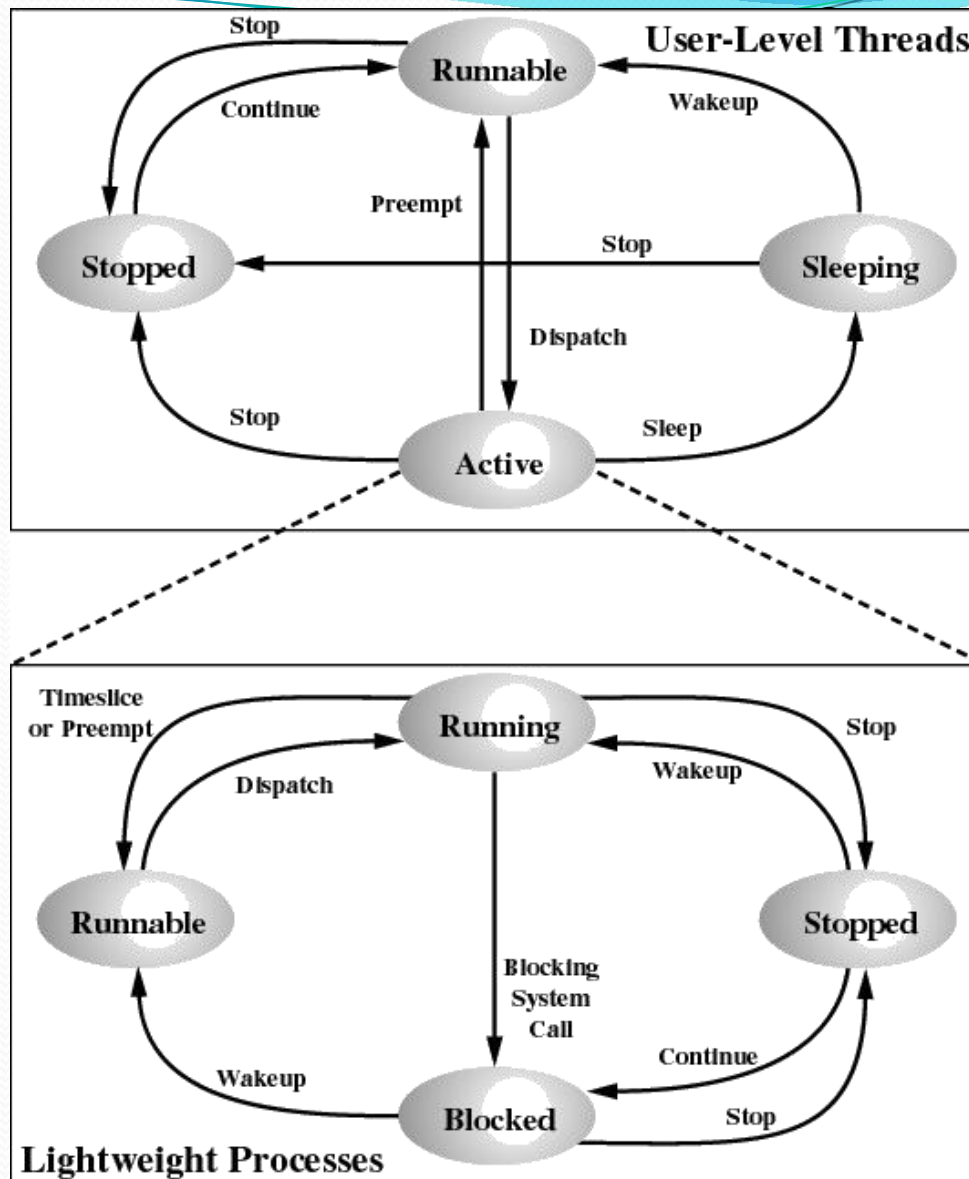 User-Level Threads
Stop
Runnable
Continue
Wakeup
Preempt
Stop
Stopped
Sleeping
Dispatch
Stop
Sleep
Active
Timeslice
or Preempt
Running
Stop
Dispatch
Wakeup
Runnable
Stopped
Blocking
System
Call
Wakeup
Continue
Blocked
Stop
Lightweight Processes